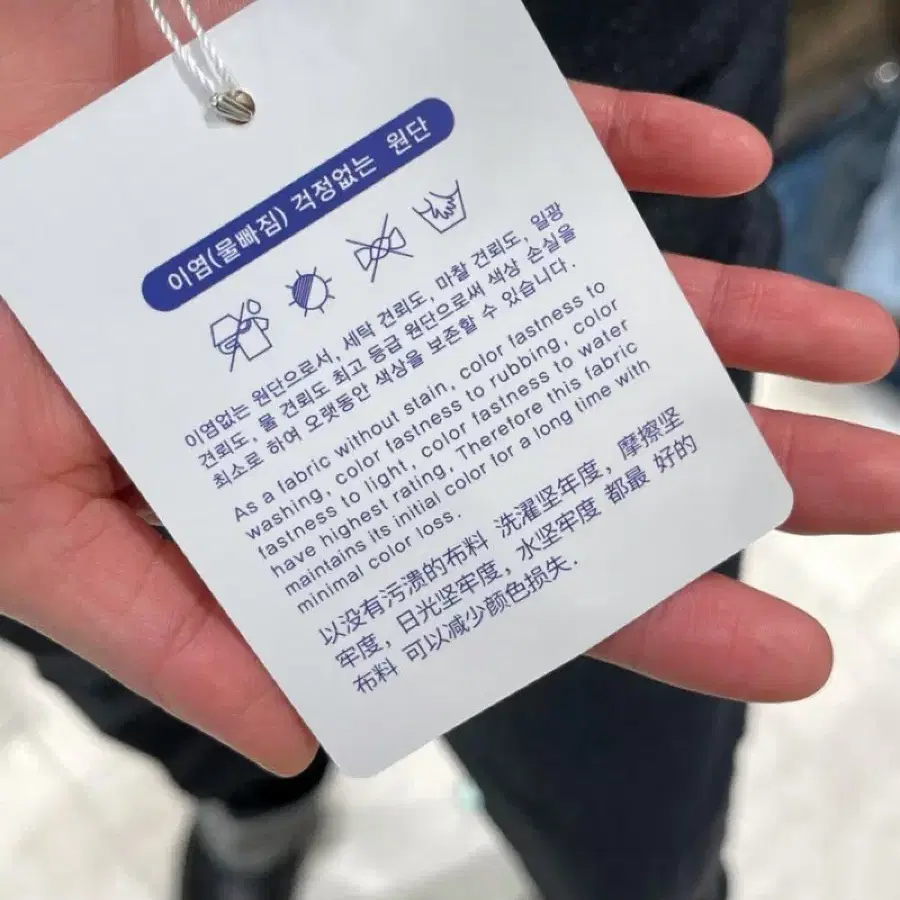 이염(물빠짐) 걱정없는 원단
이염없는 원단으로서, 세탁 견뢰도, 마찰 견뢰도, 일광
견뢰도, 물 견뢰도 최고 등급 원단으로써 색상 손실을
최소로 하여 오랫동안 색상을 보존할 수 있습니다.
As a fabric without stain, color fastness to
washing, color fastness to rubbing, color
fastness to light, color fastness to water
have highest rating, Therefore this fabric
maintains its initial color for a long time with
minimal color loss.
以没有污渍的布料 洗濯坚牢度, 摩擦坚
牢度, 日光坚牢度, 水坚牢度 都最 好的
布料 可以减少颜色损失.